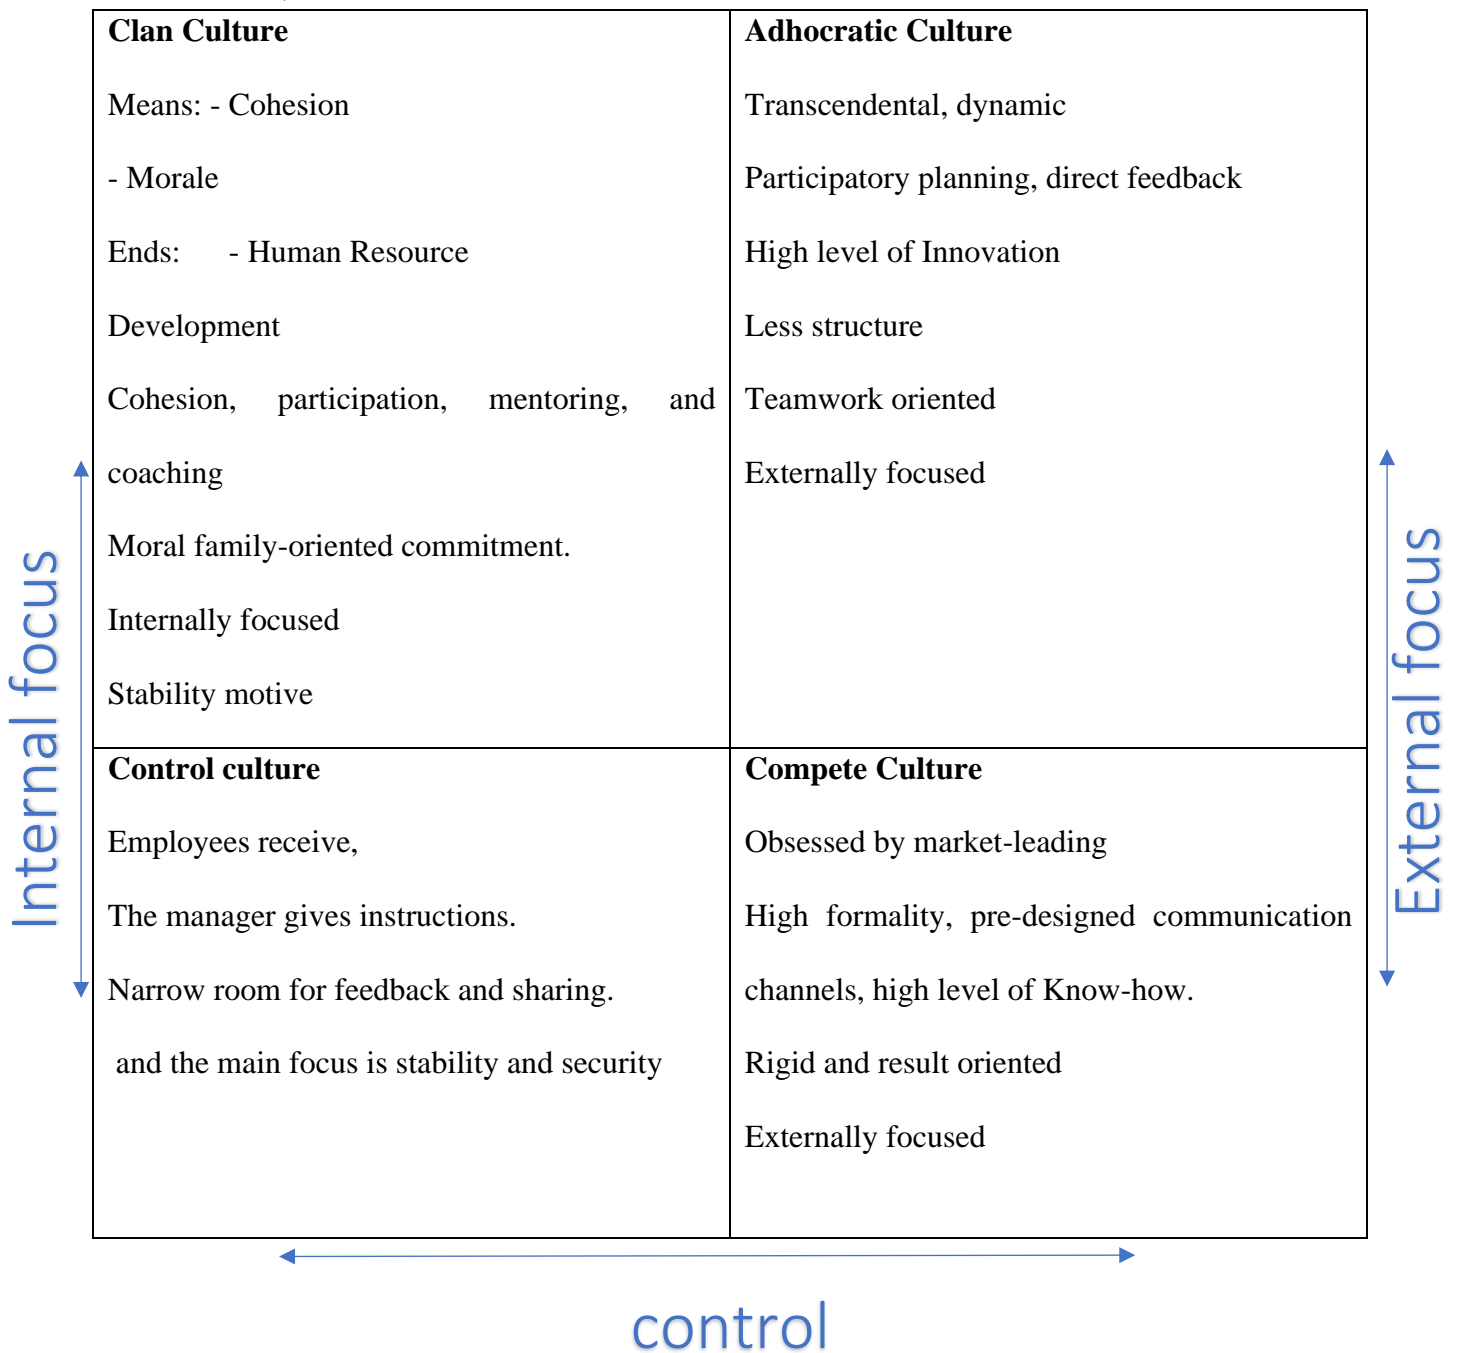 Clan Culture
Means: - Cohesion
- Morale
Ends: - Human Resource
Development
Cohesion, participation, mentoring, and
coaching
Moral family-oriented commitment.
Internally focused
Stability motive
Adhocratic Culture
Transcendental, dynamic
Participatory planning, direct feedback
High level of Innovation
Less structure
Teamwork oriented
Externally focused
Control culture
Employees receive,
The manager gives instructions.
Narrow room for feedback and sharing.
and the main focus is stability and security
Compete Culture
Obsessed by market-leading
High formality, pre-designed communication
channels, high level of Know-how.
Rigid and result oriented
Externally focused
Internal focus
External focus
control